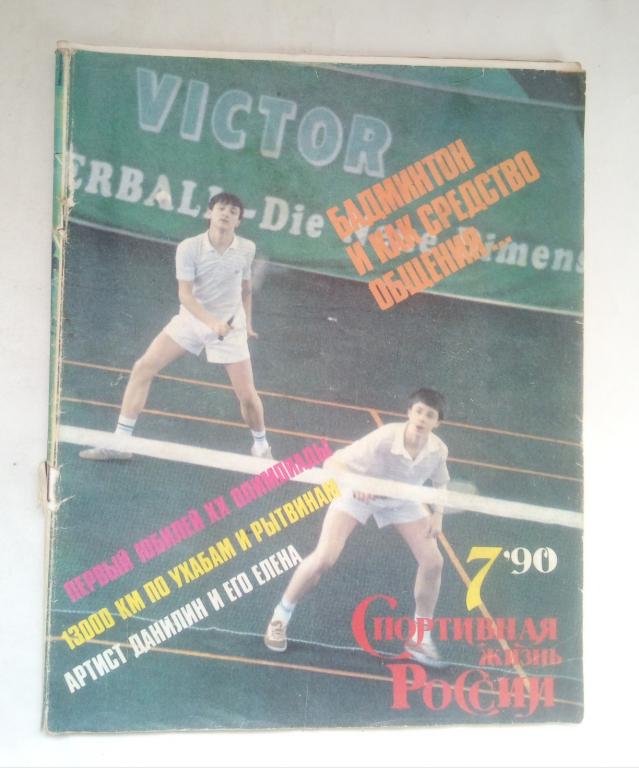 VICTOR
ERBALL - Die Dimens
БАДМИНТОН
И КАК СРЕДСТВО
ОБЩЕНИЯ...
ПЕРВЫЙ ЮБИЛЕЙ XX ОЛИМПИАДЫ
13000 КМ ПО УХАБАМ И РЫТВИНАМ
АРТИСТ ДАНИЛИН И ЕГО ЕЛЕНА
7 '90
СПОРТИВНАЯ
ЖИЗНЬ
РОССИИ